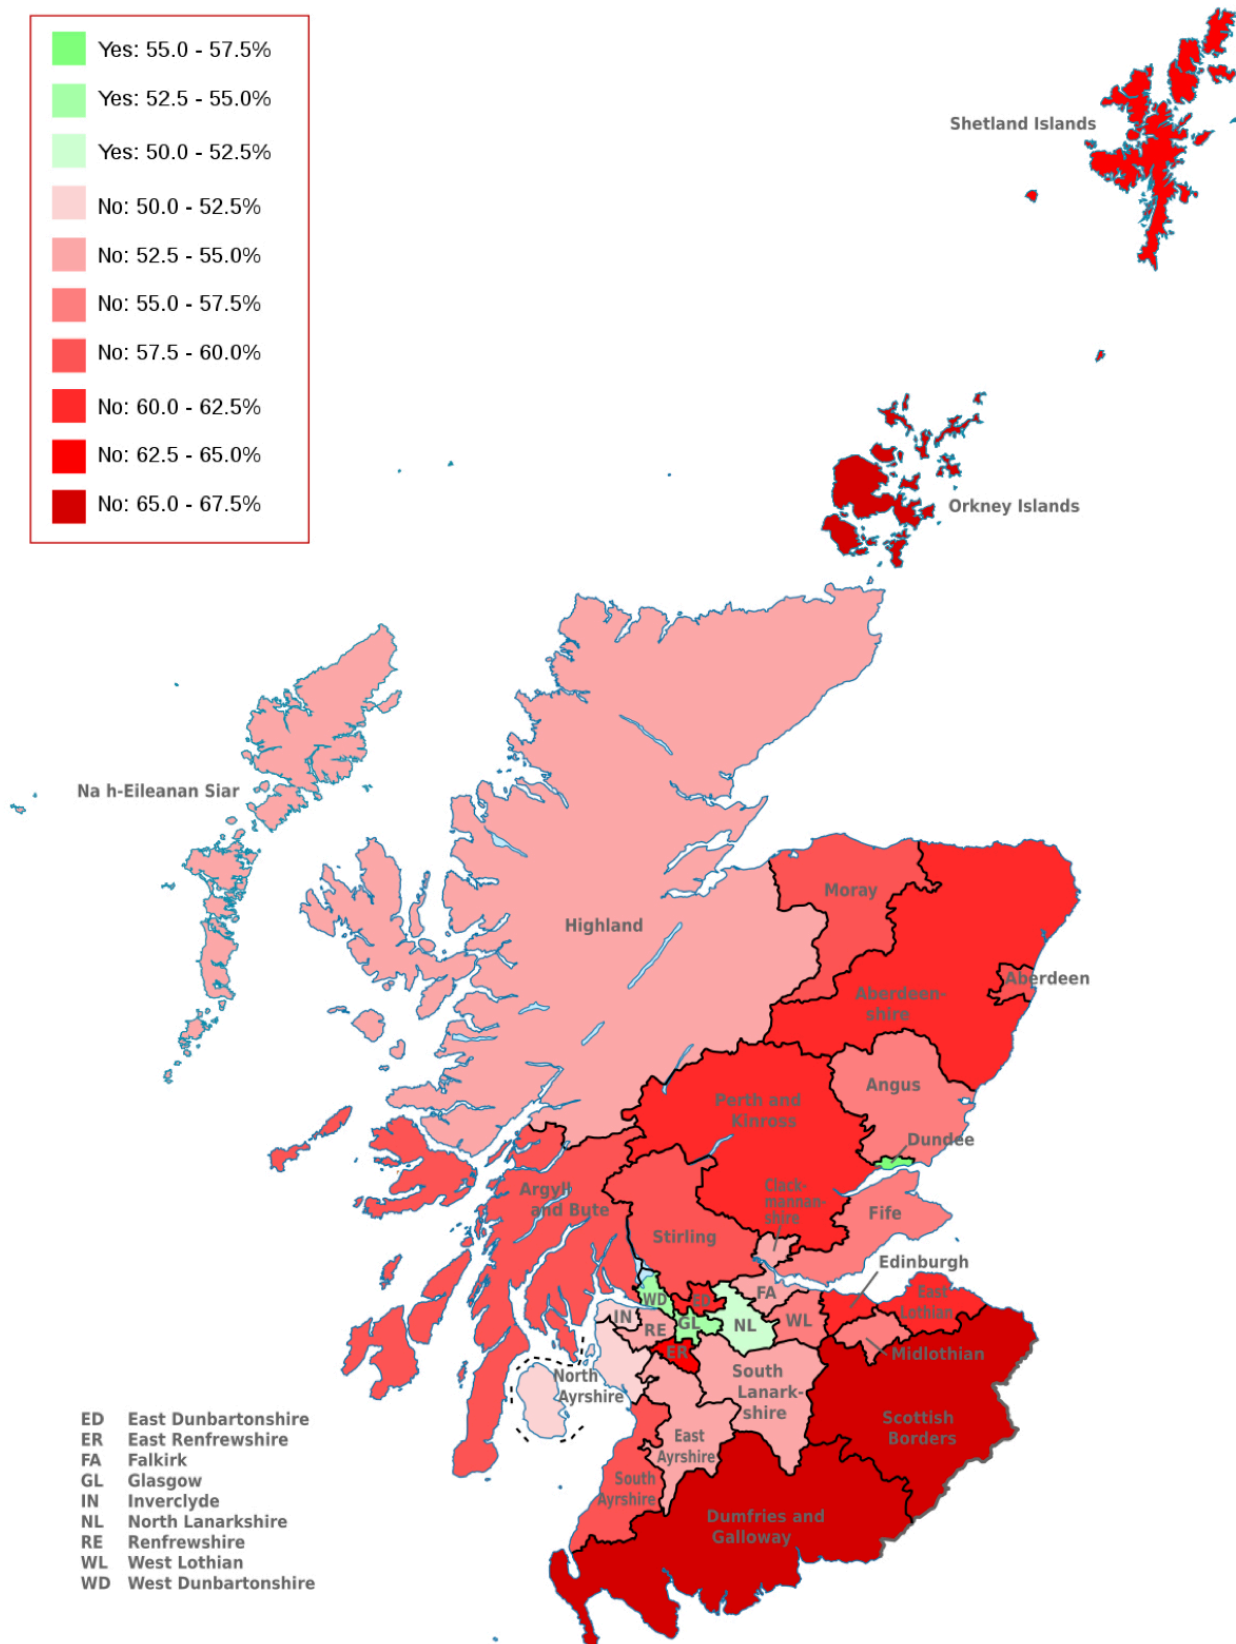 Yes: 55.0 - 57.5%
Yes: 52.5 - 55.0%
Yes: 50.0 - 52.5%
No: 50.0 - 52.5%
No: 52.5 - 55.0%
No: 55.0 - 57.5%
No: 57.5 - 60.0%
No: 60.0 - 62.5%
No: 62.5 - 65.0%
No: 65.0 - 67.5%
Shetland Islands
Orkney Islands
Na h-Eileanan Siar
Highland
Moray
Aberdeen
Aberdeen-
shire
Angus
Perth and
Kinross
Dundee
Clack-
mannan-
shire
Argyll
and Bute
Fife
Stirling
Edinburgh
WD
ED
FA
East
Lothian
IN
RE
GL
NL
WL
ER
Midlothian
North
Ayrshire
South
Lanark-
shire
Scottish
Borders
East
Ayrshire
South
Ayrshire
Dumfries and
Galloway
ED East Dunbartonshire
ER East Renfrewshire
FA Falkirk
GL Glasgow
IN Inverclyde
NL North Lanarkshire
RE Renfrewshire
WL West Lothian
WD West Dunbartonshire